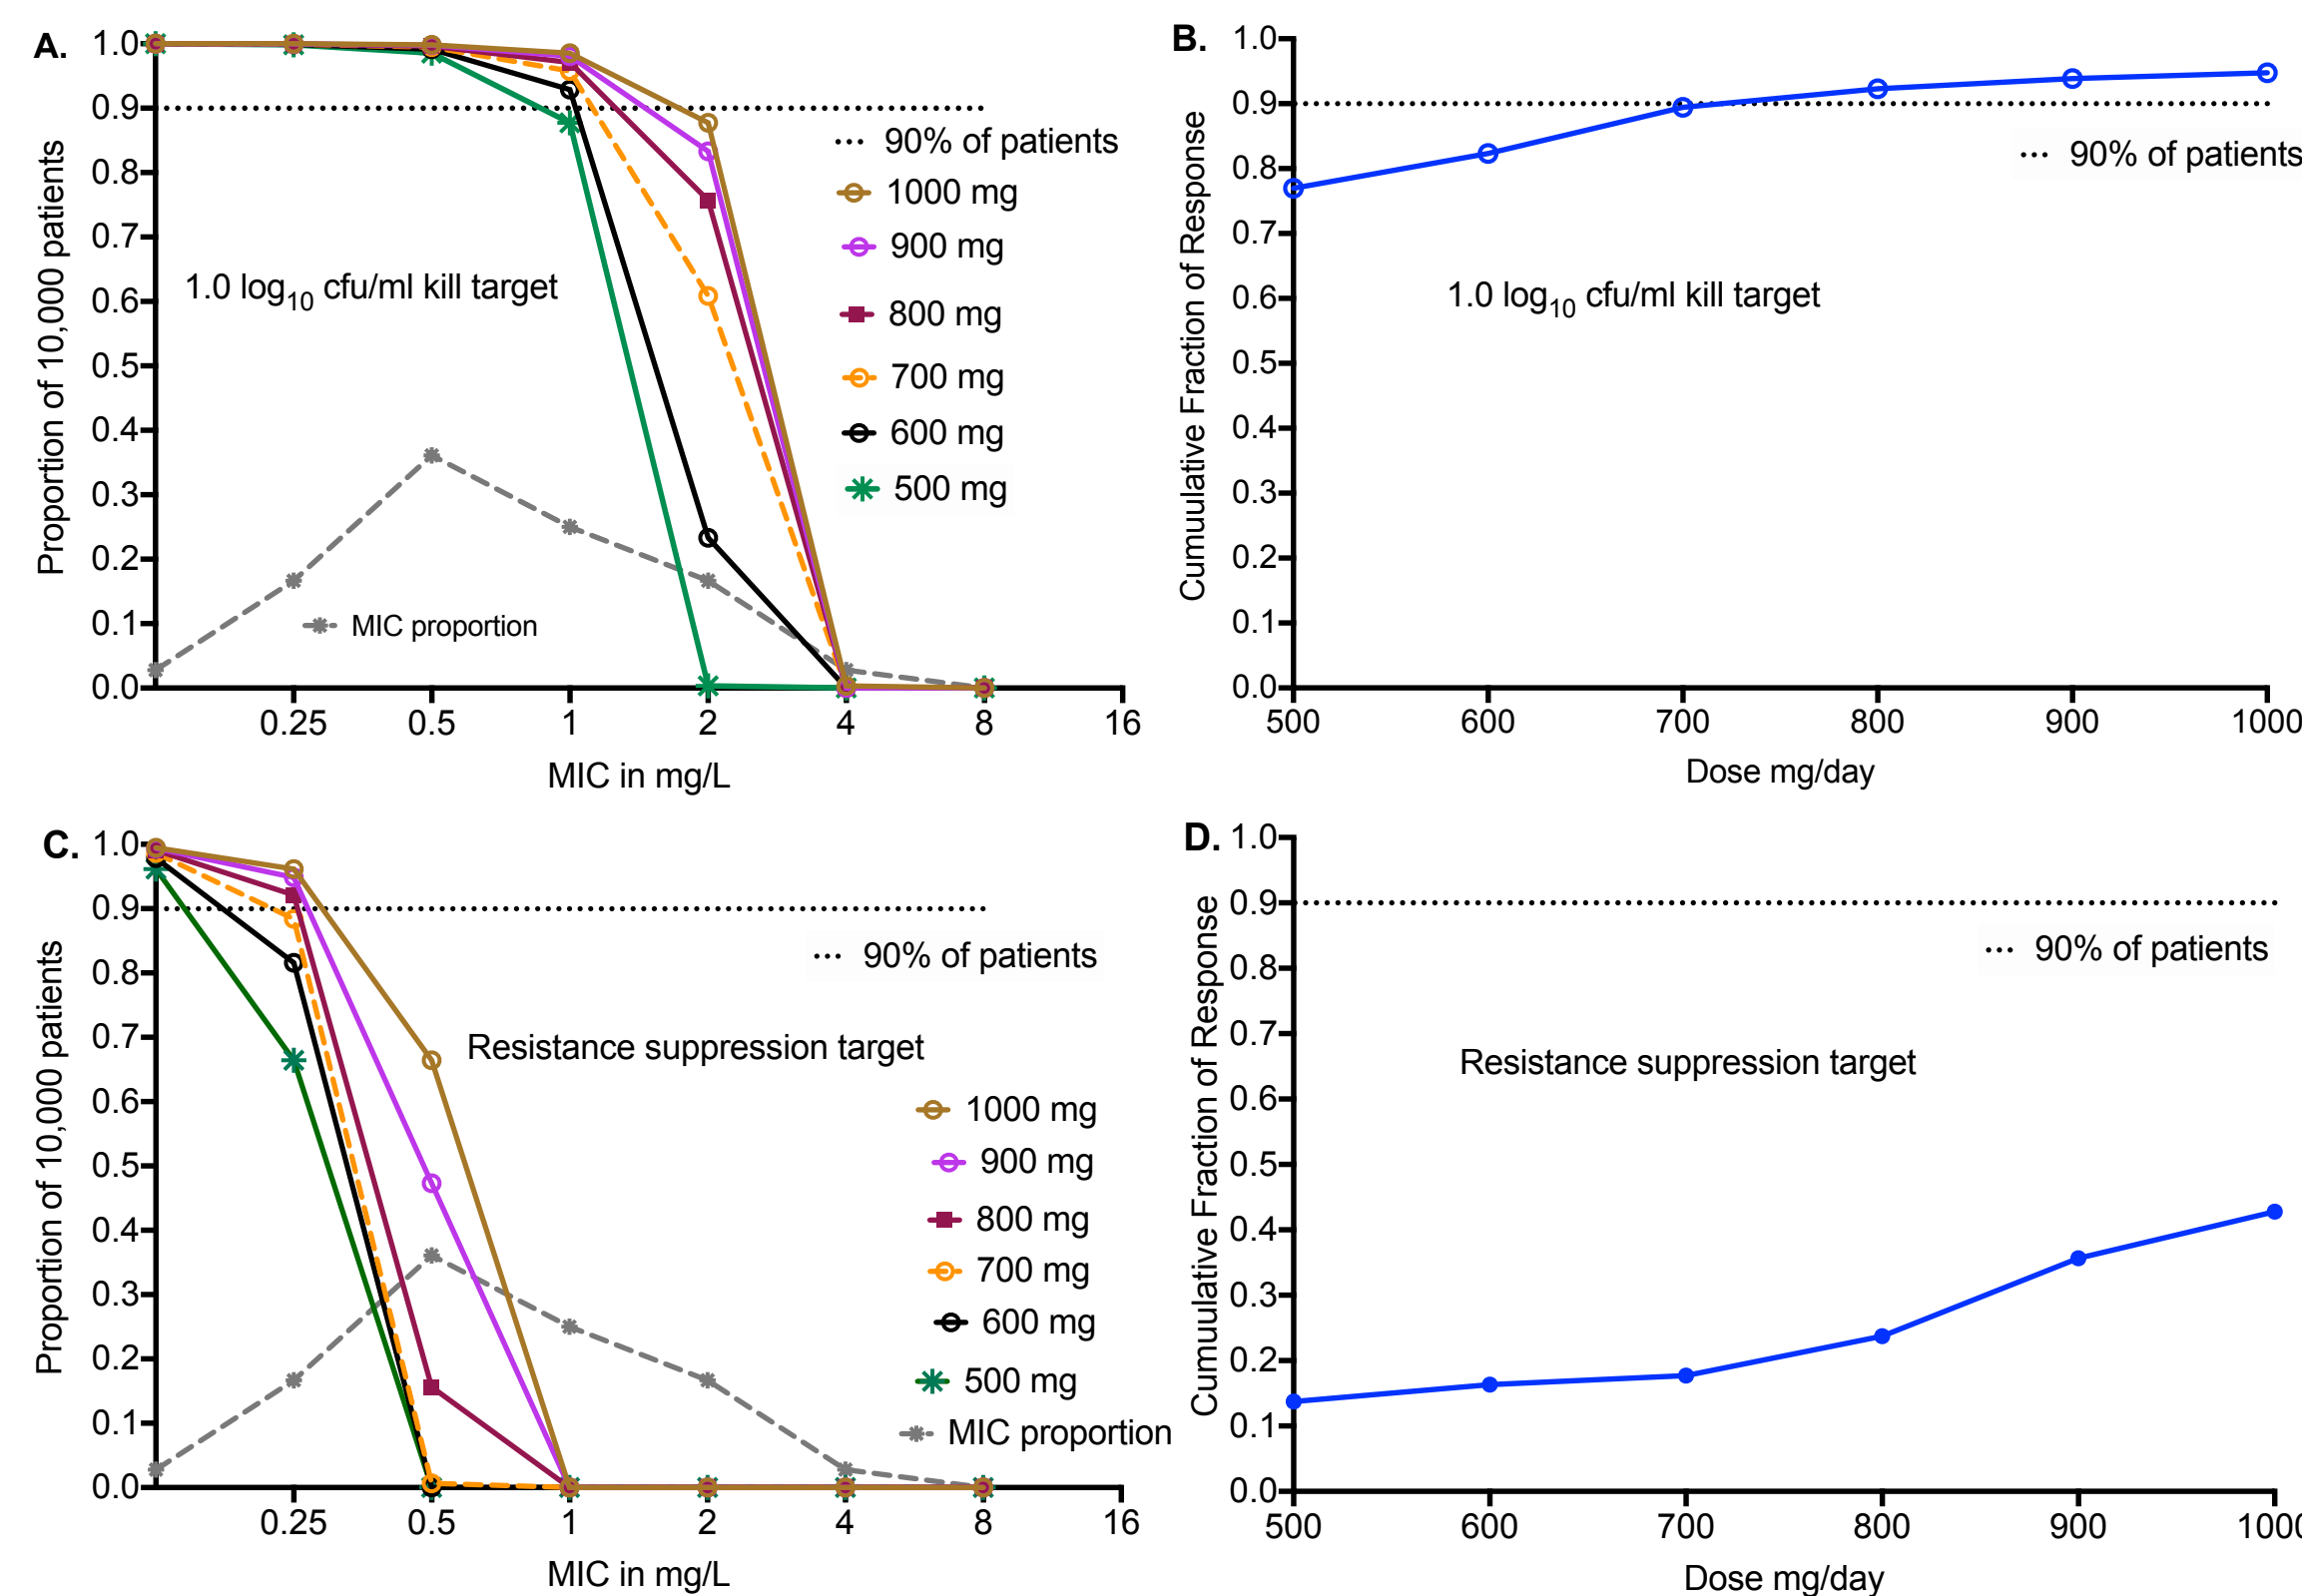 A.
1.0
0.9
0.8
0.7
0.6
0.5
0.4
0.3
0.2
0.1
0.0
Proportion of 10,000 patients
1.0 log10 cfu/ml kill target
90% of patients
1000 mg
900 mg
800 mg
700 mg
600 mg
500 mg
MIC proportion
0.25 0.5 1 2 4 8 16
MIC in mg/L
B.
1.0
0.9
0.8
0.7
0.6
0.5
0.4
0.3
0.2
0.1
0.0
Cumuulative Fraction of Response
90% of patients
1.0 log10 cfu/ml kill target
500 600 700 800 900 1000
Dose mg/day
C.
1.0
0.9
0.8
0.7
0.6
0.5
0.4
0.3
0.2
0.1
0.0
Proportion of 10,000 patients
90% of patients
Resistance suppression target
1000 mg
900 mg
800 mg
700 mg
600 mg
500 mg
MIC proportion
0.25 0.5 1 2 4 8 16
MIC in mg/L
D.
1.0
0.9
0.8
0.7
0.6
0.5
0.4
0.3
0.2
0.1
0.0
Cumuulative Fraction of Response
90% of patients
Resistance suppression target
500 600 700 800 900 1000
Dose mg/day